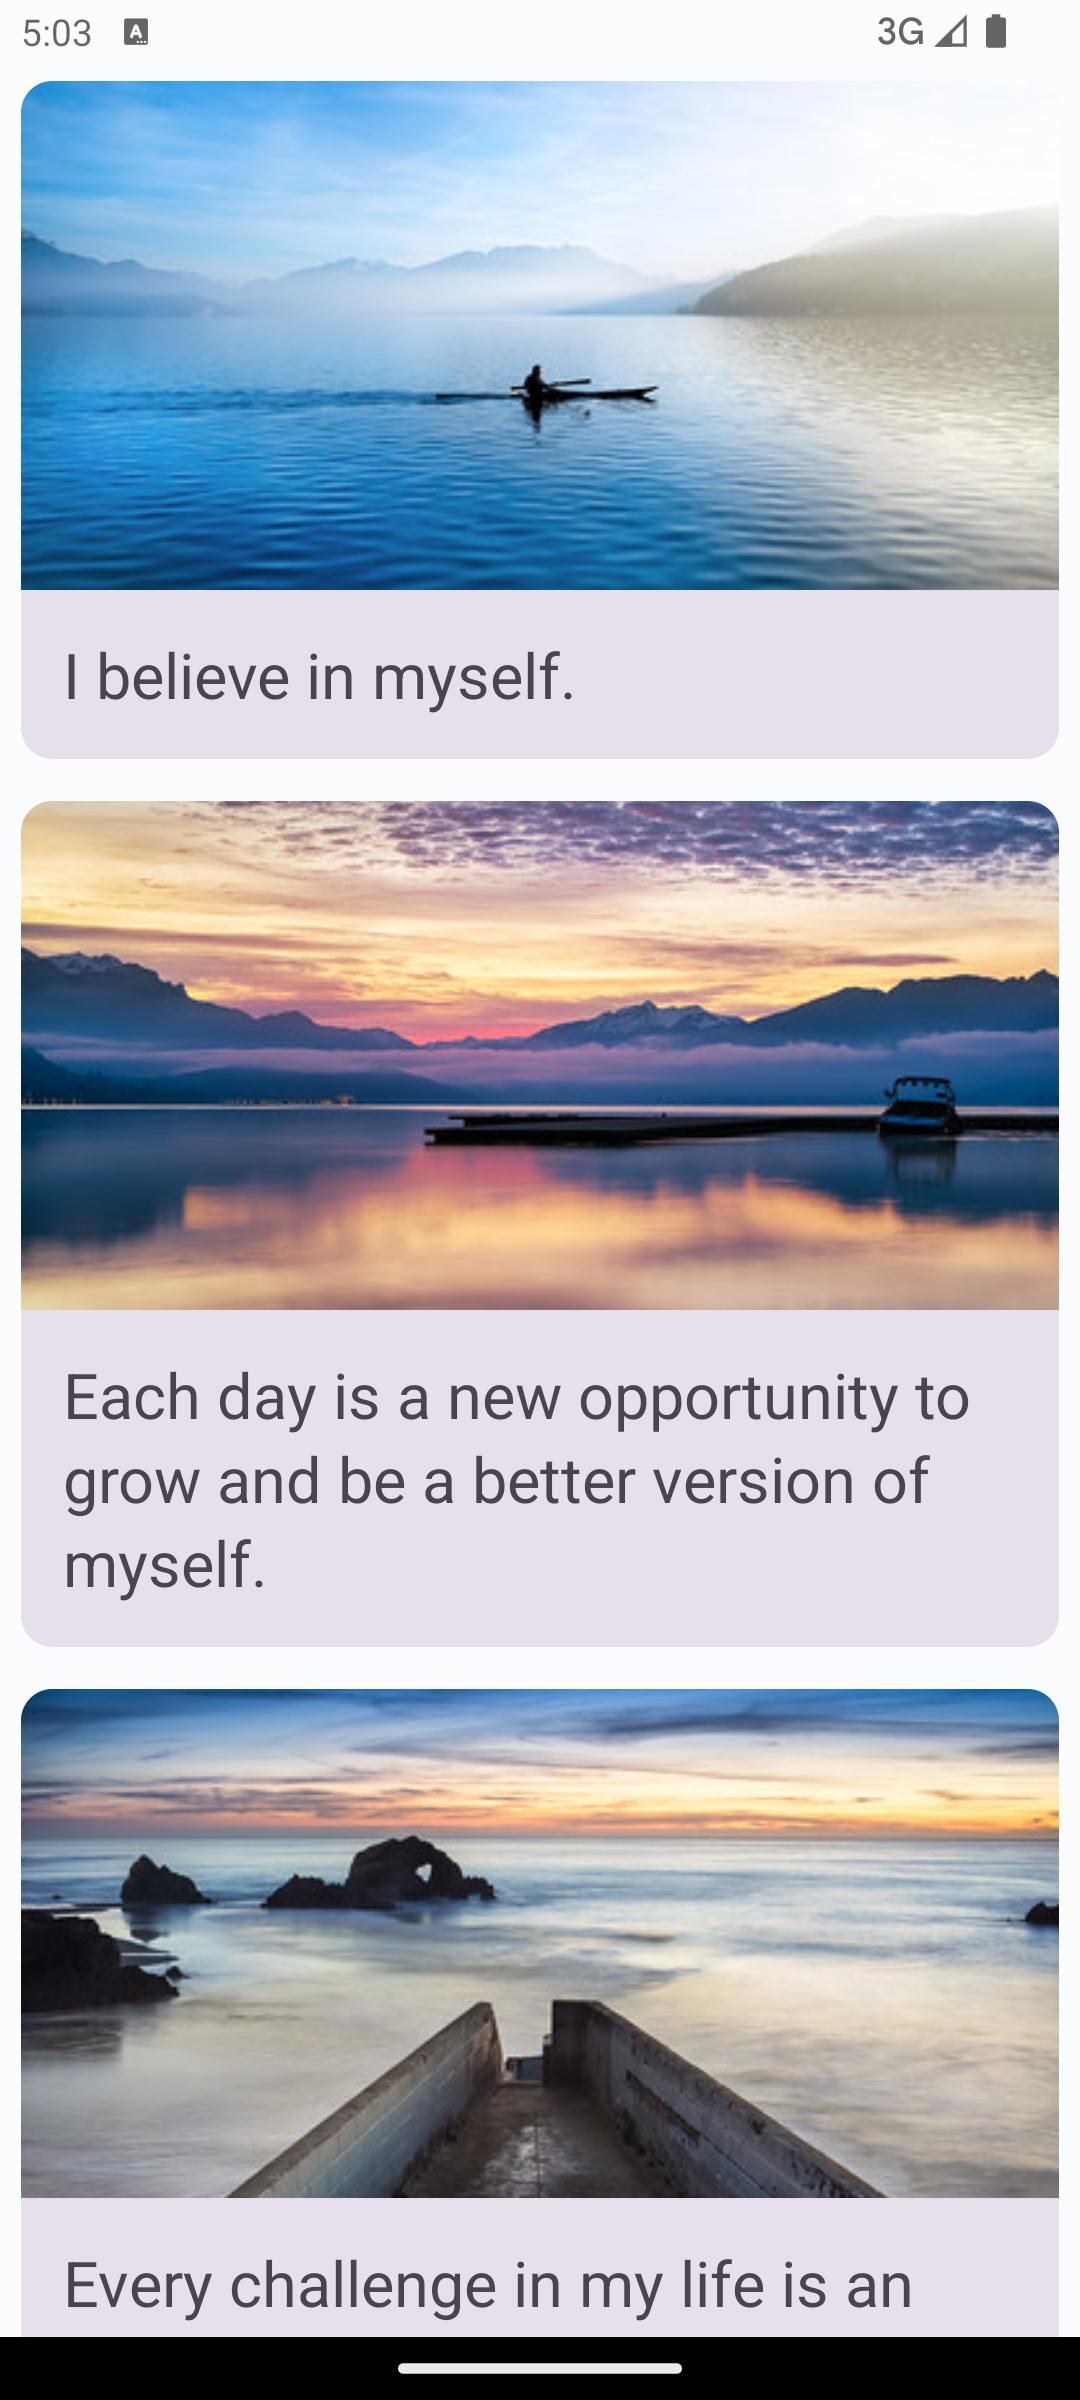 5:03
3G
I believe in myself.
Each day is a new opportunity to
grow and be a better version of
myself.
Every challenge in my life is an